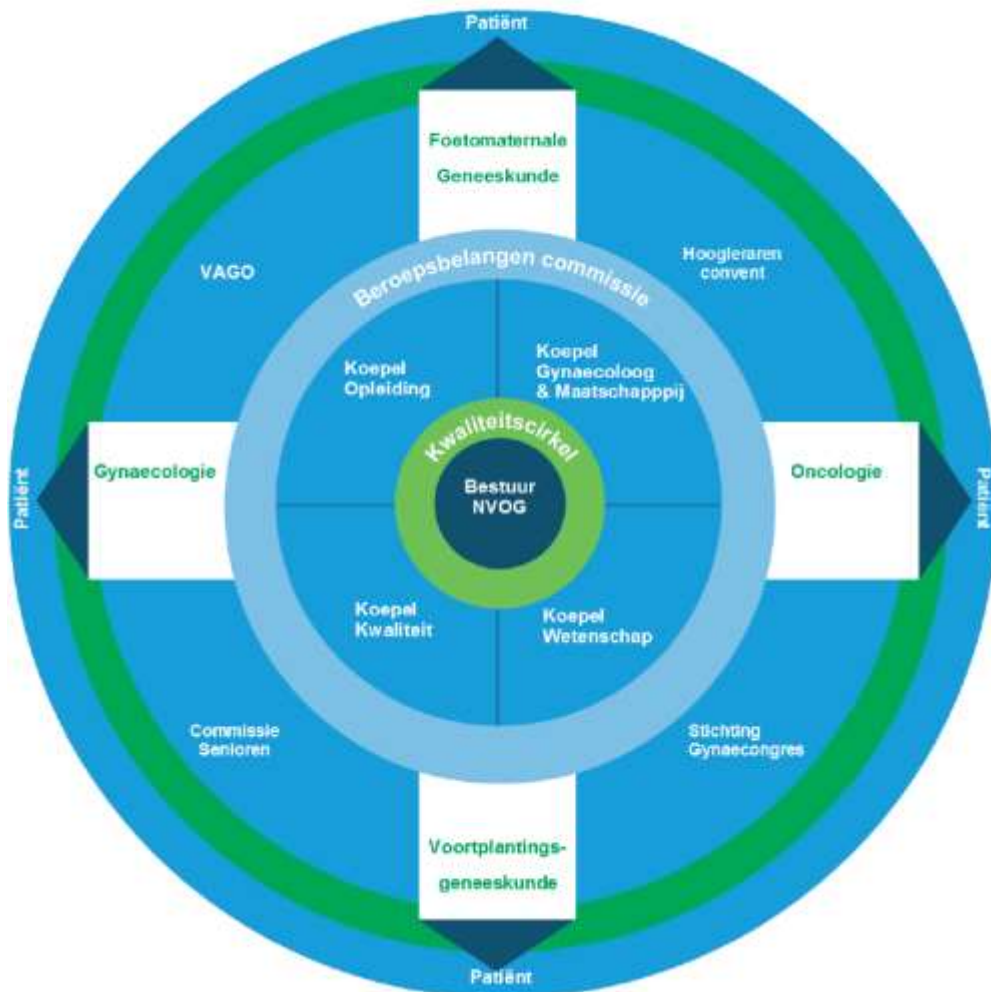 Patiënt
Foetomaternale
Geneeskunde
VAGO
Hoogleraren
convent
Beroepsbelangen commissie
Koepel
Opleiding
Koepel
Gynaecoloog
& Maatschapppij
Kwaliteitscirkel
Gynaecologie
Oncologie
Bestuur
NVOG
Patiënt
Patiënt
Koepel
Kwaliteit
Koepel
Wetenschap
Commissie
Senioren
Stichting
Gynaecongres
Voortplantings-
geneeskunde
Patiënt